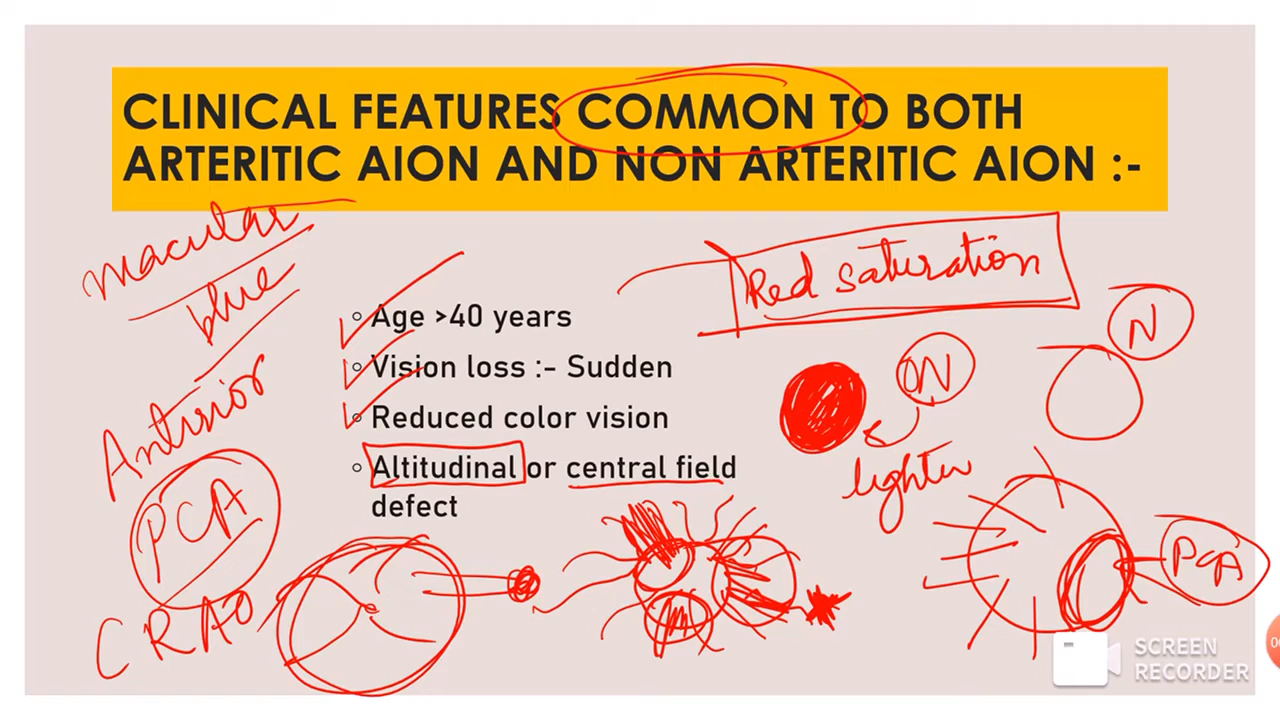 CLINICAL FEATURES COMMON TO BOTH
ARTERITIC AION AND NON ARTERITIC AION :-
Macular
blue
Anterior
PCA
CRAO
◦ Age >40 years
◦ Vision loss :- Sudden
◦ Reduced color vision
◦ Altitudinal or central field
defect
Red saturation
ON
N
lighter
PCA
SCREEN
RECORDER